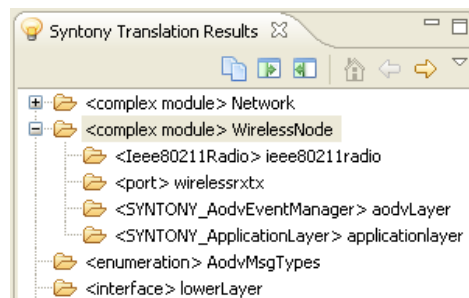 Syntony Translation Results
<complex module> Network
<complex module> WirelessNode
<Ieee80211Radio> ieee80211radio
<port> wirelessrxtx
<SYNTONY_AodvEventManager> aodvLayer
<SYNTONY_ApplicationLayer> applicationlayer
<enumeration> AodvMsgTypes
<interface> lowerLayer